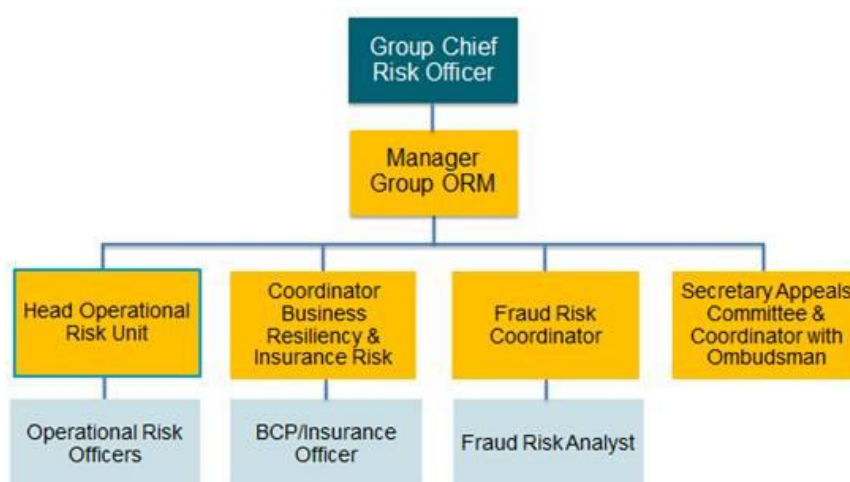 Group Chief
Risk Officer
Manager
Group ORM
Head Operational
Risk Unit
Coordinator
Business
Resiliency &
Insurance Risk
Fraud Risk
Coordinator
Secretary Appeals
Committee &
Coordinator with
Ombudsman
Operational Risk
Officers
BCP/Insurance
Officer
Fraud Risk Analyst